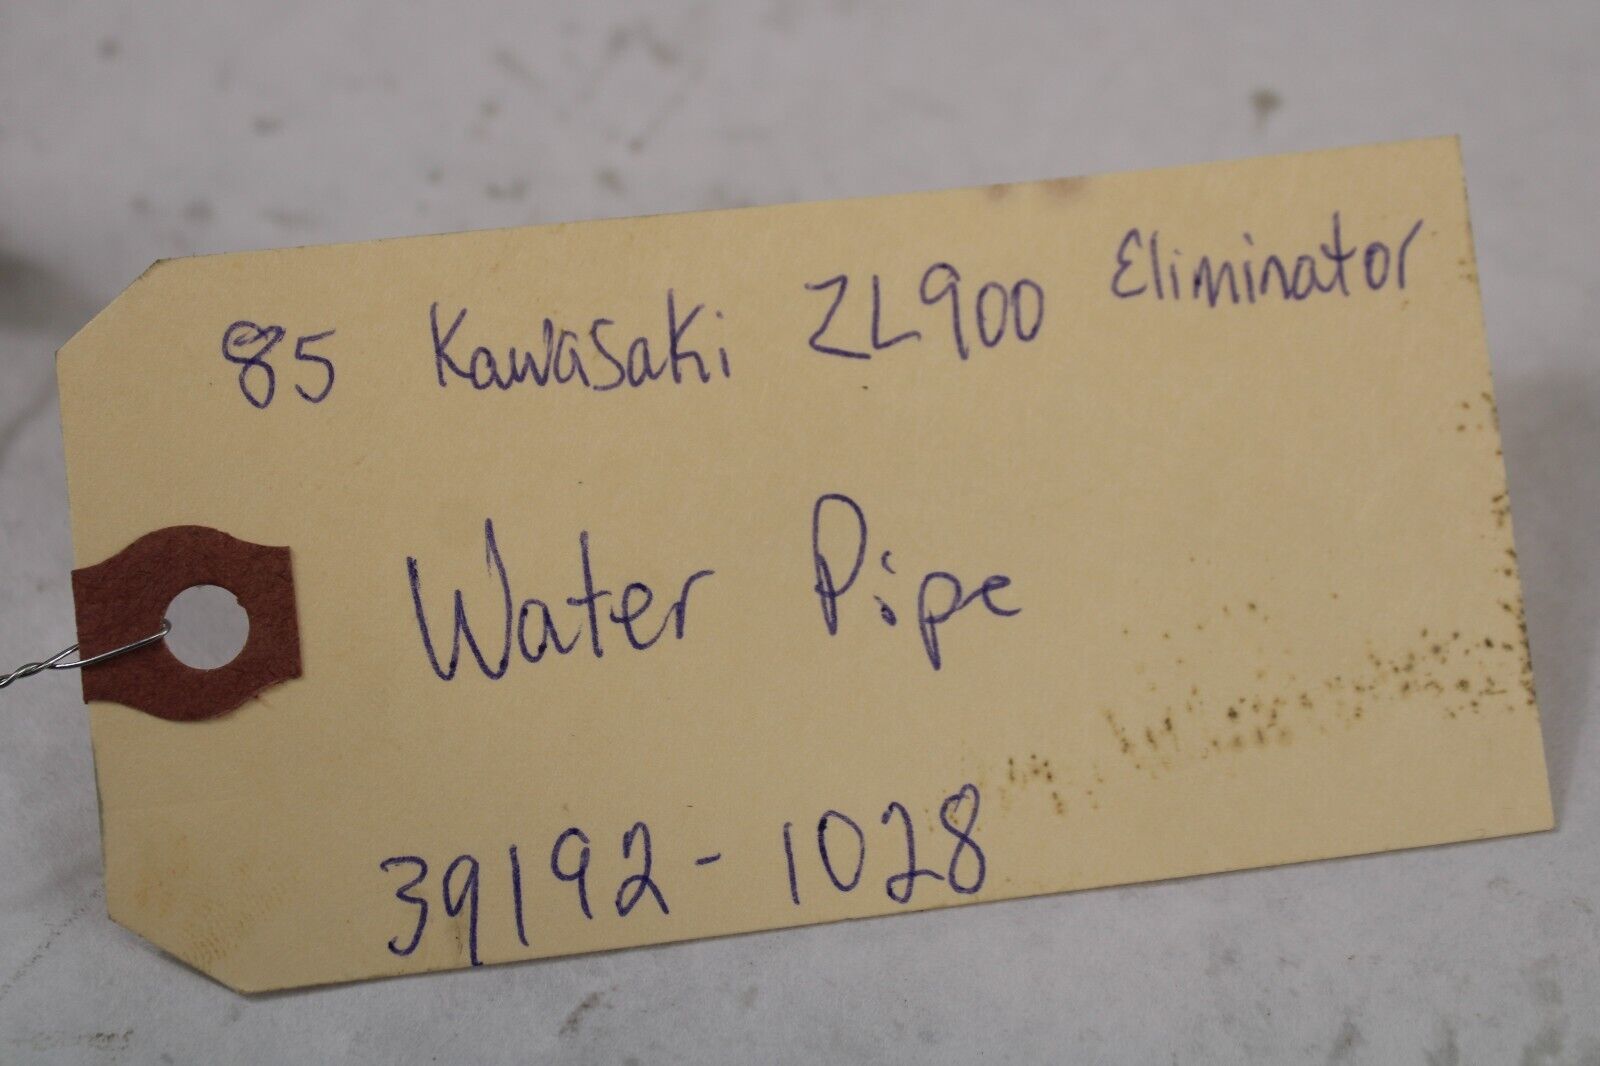 85 Kawasaki ZL900 Eliminator
Water Pipe
39192-1028